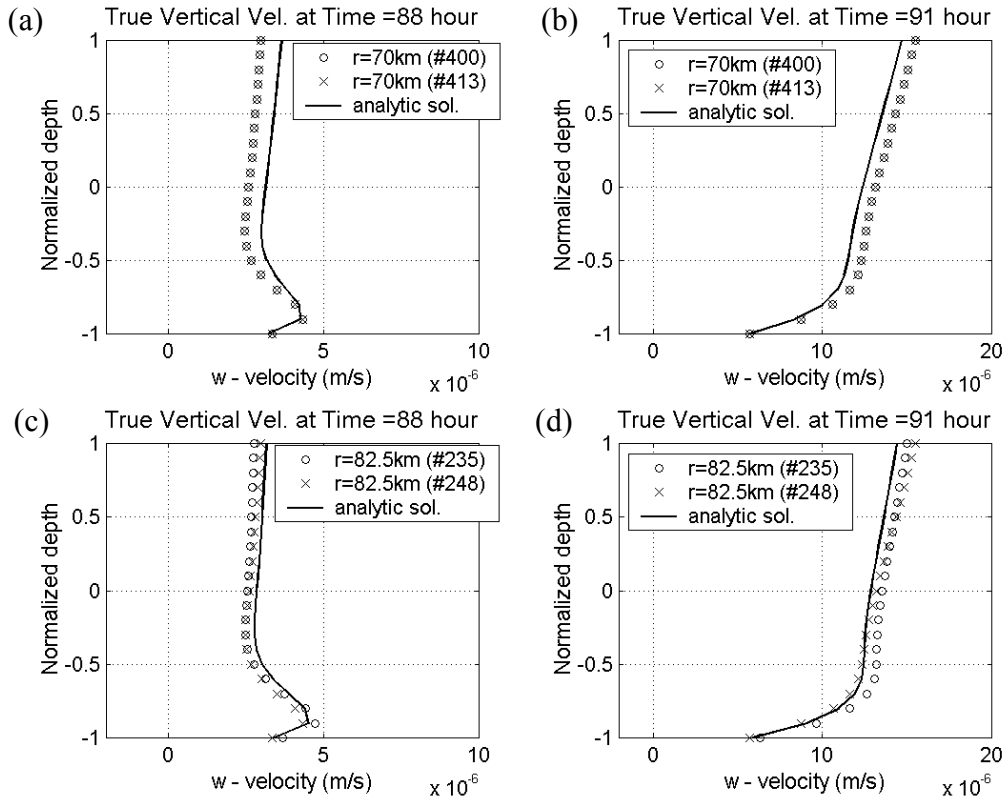 (a)
True Vertical Vel. at Time =88 hour
1
0.5
0
-0.5
-1
Normalized depth
r=70km (#400)
r=70km (#413)
analytic sol.
0
5
10
w - velocity (m/s)
x 10^-6
(b)
True Vertical Vel. at Time =91 hour
1
0.5
0
-0.5
-1
Normalized depth
r=70km (#400)
r=70km (#413)
analytic sol.
0
10
20
w - velocity (m/s)
x 10^-6
(c)
True Vertical Vel. at Time =88 hour
1
0.5
0
-0.5
-1
Normalized depth
r=82.5km (#235)
r=82.5km (#248)
analytic sol.
0
5
10
w - velocity (m/s)
x 10^-6
(d)
True Vertical Vel. at Time =91 hour
1
0.5
0
-0.5
-1
Normalized depth
r=82.5km (#235)
r=82.5km (#248)
analytic sol.
0
10
20
w - velocity (m/s)
x 10^-6